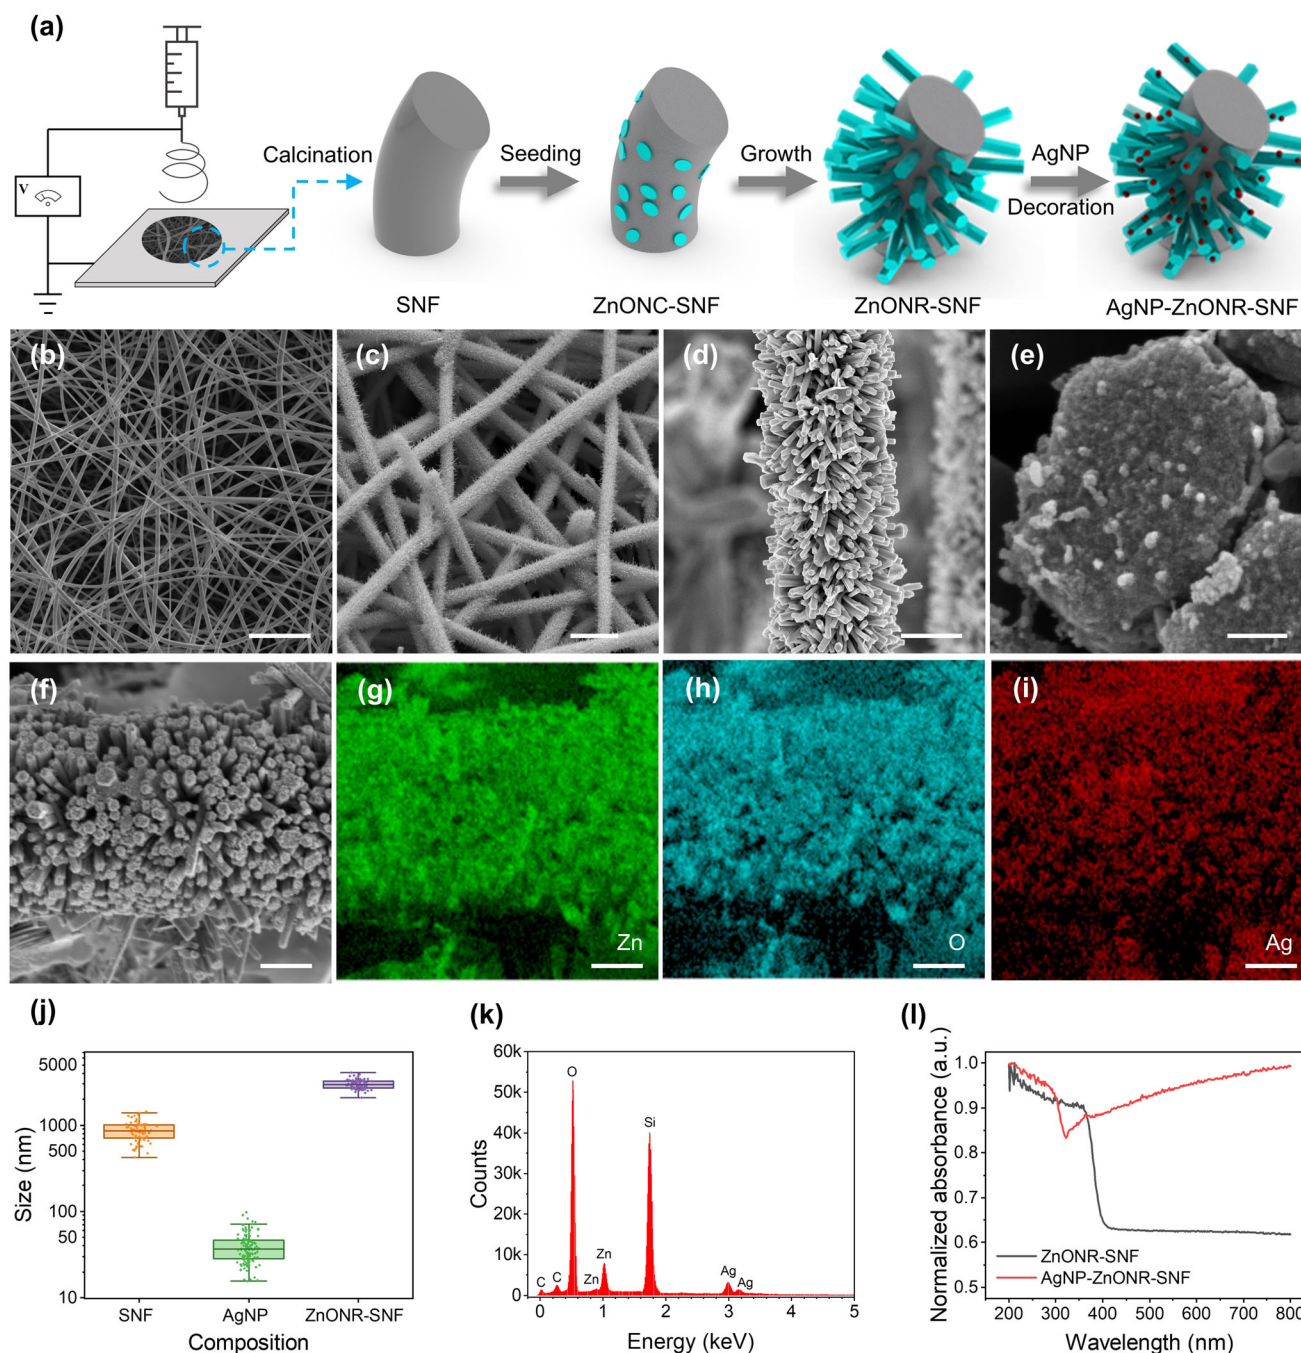 (a)
V
Calcination
Seeding
Growth
AgNP
Decoration
SNF
ZnONC-SNF
ZnONR-SNF
AgNP-ZnONR-SNF
(b)
(c)
(d)
(e)
(f)
(g)
Zn
(h)
O
(i)
Ag
(j)
Size (nm)
5000
1000
500
100
50
10
SNF
AgNP
ZnONR-SNF
Composition
(k)
Counts
60k
50k
40k
30k
20k
10k
0
C
C
O
Zn
Zn
Si
Ag
Ag
0
1
2
3
4
5
Energy (keV)
(l)
Normalized absorbance (a.u.)
1.0
0.9
0.8
0.7
0.6
0.5
ZnONR-SNF
AgNP-ZnONR-SNF
200
300
400
500
600
700
800
Wavelength (nm)